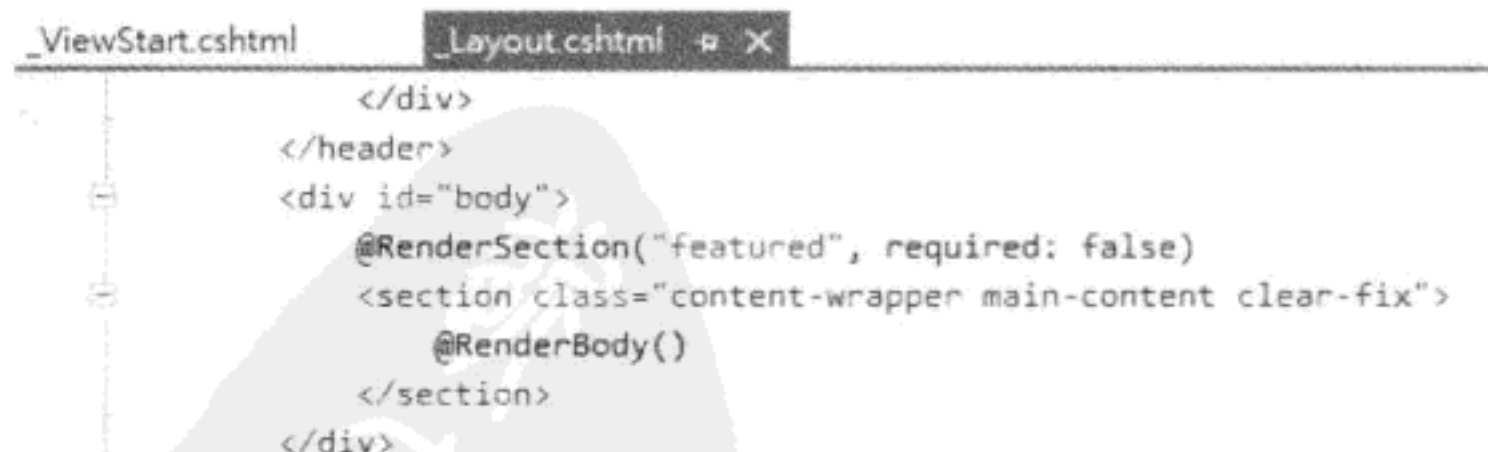 _ViewStart.cshtml
_Layout.cshtml
</div>
</header>
<div id="body">
@RenderSection("featured", required: false)
<section class="content-wrapper main-content clear-fix">
@RenderBody()
</section>
</div>